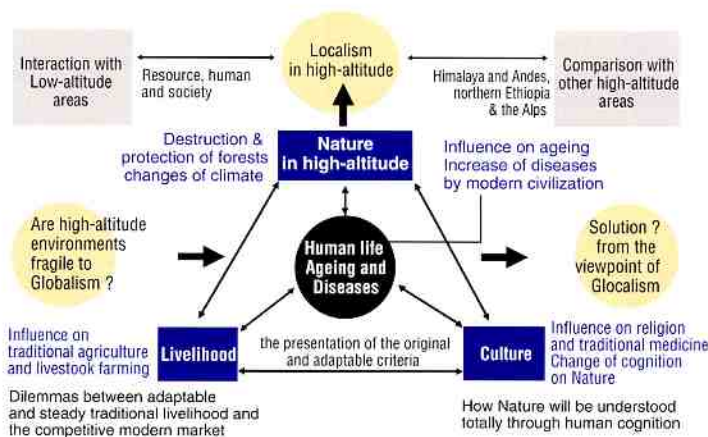 Interaction with
Low-altitude
areas
Resource, human
and society
Localism
in high-altitude
Himalaya and Andes,
northern Ethiopia
& the Alps
Comparison with
other high-altitude
areas
Destruction &
protection of forests
changes of climate
Nature
in high-altitude
Influence on ageing
Increase of diseases
by modern civilization
Are high-altitude
environments
fragile to
Globalism ?
Human life
Ageing and
Diseases
Solution ?
from the
viewpoint of
Glocalism
Influence on
traditional agriculture
and livestook farming
Livelihood
the presentation of the original
and adaptable criteria
Culture
Influence on religion
and traditional medicine
Change of cognition
on Nature
Dilemmas between adaptable
and steady traditional livelihood and
the competitive modern market
How Nature will be understood
totally through human cognition